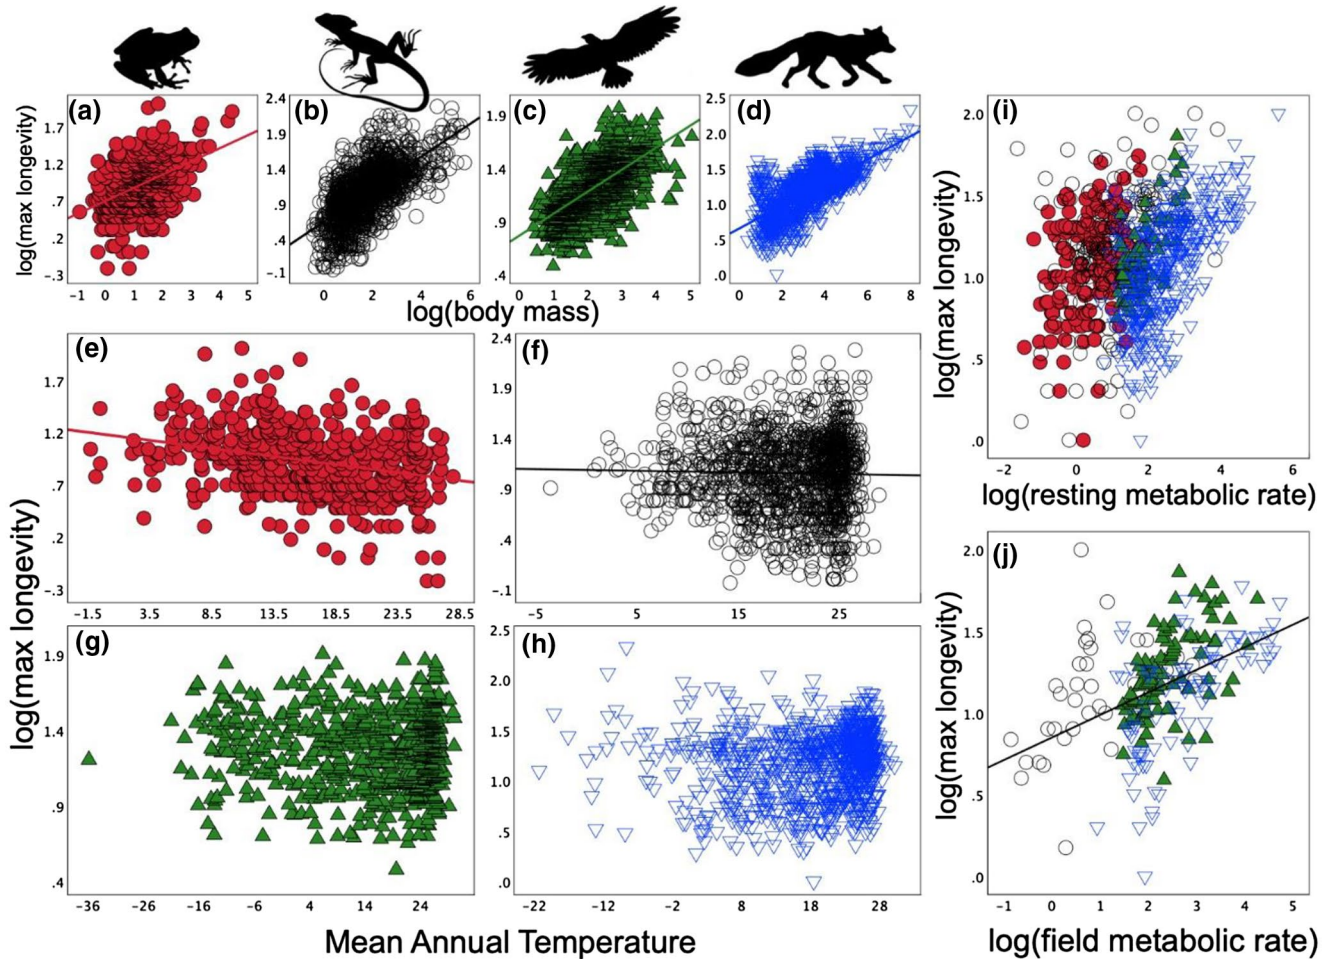 (a) (b) (c) (d) (i)
log(max longevity)
1.7
1.2
.7
.2
-.3
-1 0 1 2 3 4 5
2.4
1.9
1.4
.9
.4
-.1
0 2 4 6
1.9
1.4
.9
.4
0 1 2 3 4 5
2.5
2.0
1.5
1.0
.5
.0
0 2 4 6 8
log(body mass)
log(max longevity)
2.0
1.5
1.0
.5
.0
-2 0 2 4 6
log(resting metabolic rate)
(e) (f)
log(max longevity)
1.7
1.2
.7
.2
-.3
-1.5 3.5 8.5 13.5 18.5 23.5 28.5
2.4
1.9
1.4
.9
.4
-.1
-5 5 15 25
(g) (h)
1.9
1.4
.9
.4
-36 -26 -16 -6 4 14 24
2.5
2.0
1.5
1.0
.5
.0
-22 -12 -2 8 18 28
Mean Annual Temperature
(j)
log(max longevity)
2.0
1.5
1.0
.5
.0
-1 0 1 2 3 4 5
log(field metabolic rate)